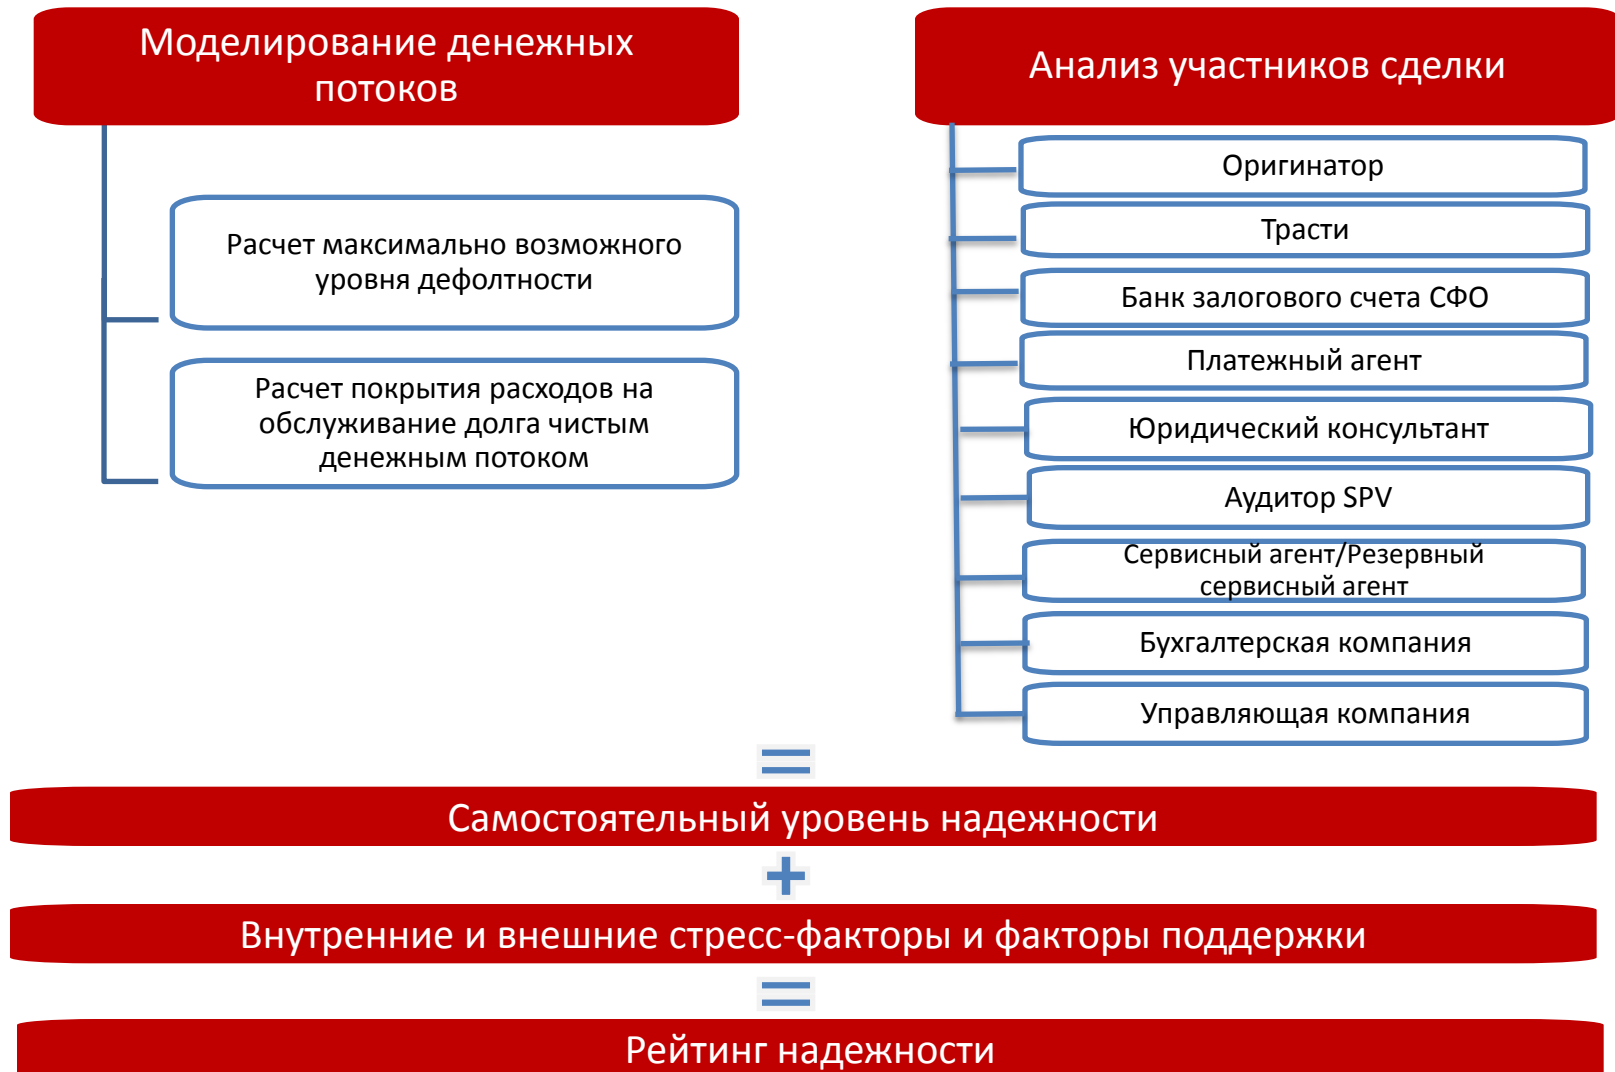 Моделирование денежных
потоков
Расчет максимально возможного
уровня дефолтности
Расчет покрытия расходов на
обслуживание долга чистым
денежным потоком
Анализ участников сделки
Оригинатор
Трасти
Банк залогового счета СФО
Платежный агент
Юридический консультант
Аудитор SPV
Сервисный агент/Резервный
сервисный агент
Бухгалтерская компания
Управляющая компания
=
Самостоятельный уровень надежности
+
Внутренние и внешние стресс-факторы и факторы поддержки
=
Рейтинг надежности